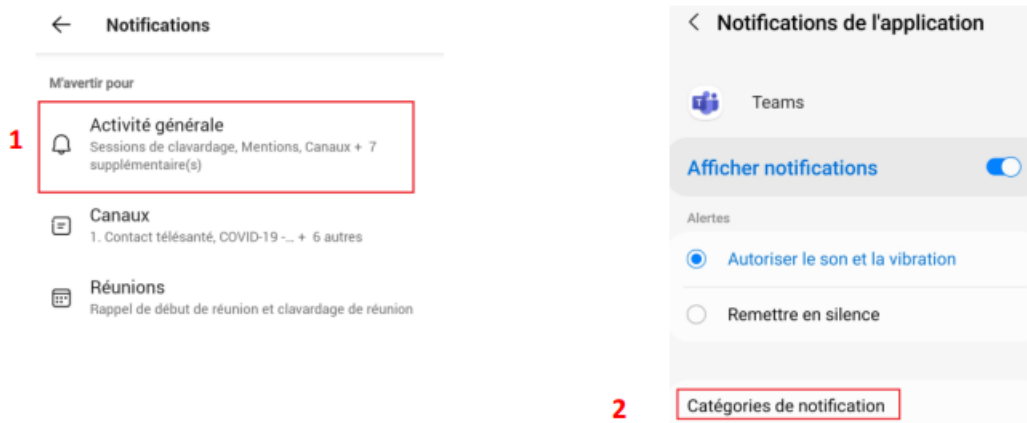 Notifications
M'avertir pour
1
Activité générale
Sessions de clavardage, Mentions, Canaux + 7
supplémentaire(s)
Canaux
1. Contact télésanté, COVID-19 -... + 6 autres
Réunions
Rappel de début de réunion et clavardage de réunion
Notifications de l'application
Teams
Afficher notifications
Alertes
Autoriser le son et la vibration
Remettre en silence
2
Catégories de notification